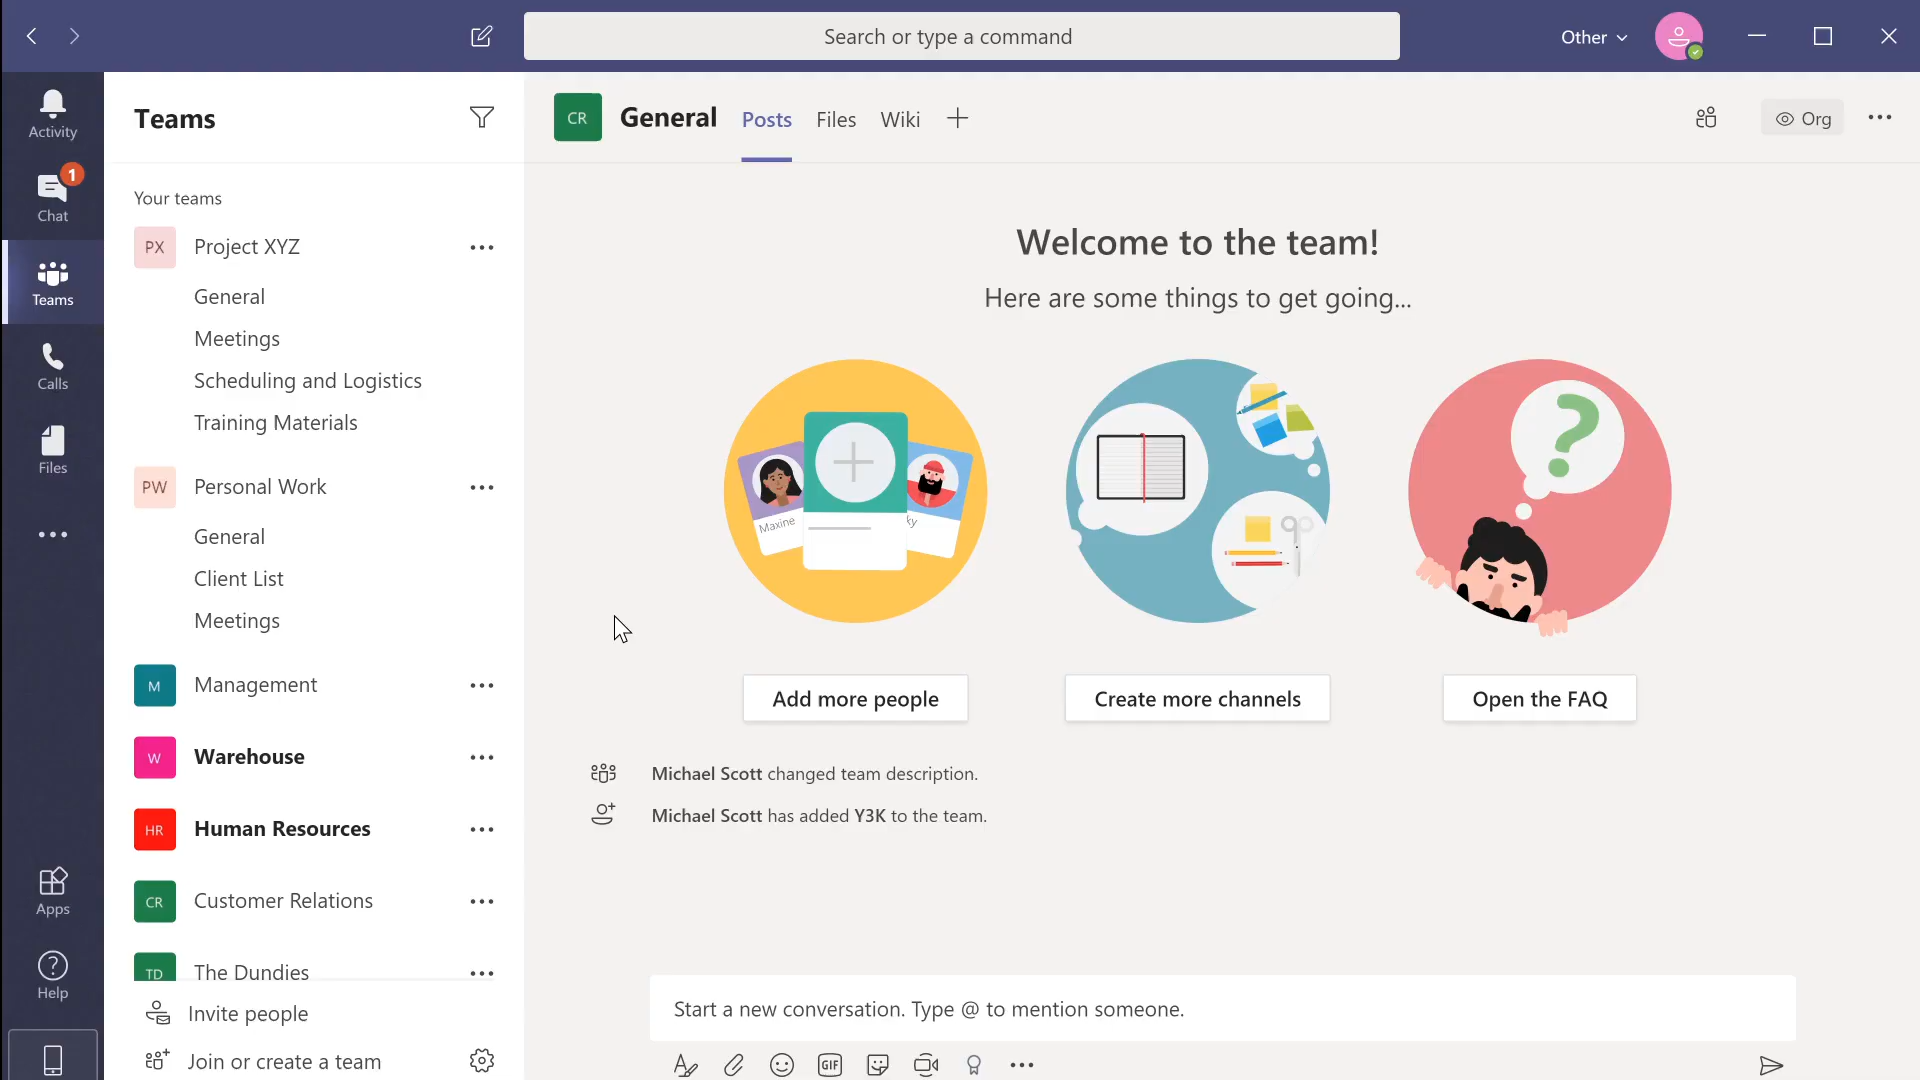 Search or type a command
Other
Activity
1
Chat
Teams
Calls
Files
Apps
Help
Teams
Your teams
PX Project XYZ
General
Meetings
Scheduling and Logistics
Training Materials
PW Personal Work
General
Client List
Meetings
M Management
W Warehouse
HR Human Resources
CR Customer Relations
TD The Dundies
Invite people
Join or create a team
CR General Posts Files Wiki
Org
Welcome to the team!
Here are some things to get going...
Maxine
ky
?
Add more people
Create more channels
Open the FAQ
Michael Scott changed team description.
Michael Scott has added Y3K to the team.
Start a new conversation. Type @ to mention someone.
GIF